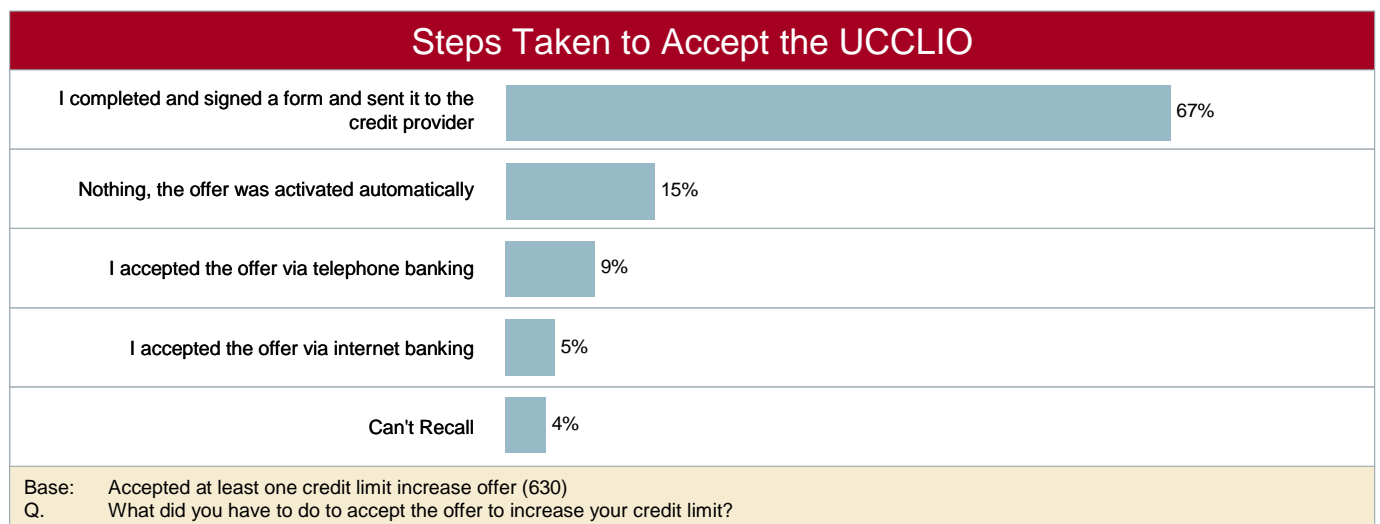 Steps Taken to Accept the UCCLIO
I completed and signed a form and sent it to the
credit provider
67%
Nothing, the offer was activated automatically
15%
I accepted the offer via telephone banking
9%
I accepted the offer via internet banking
5%
Can't Recall
4%
Base: Accepted at least one credit limit increase offer (630)
Q. What did you have to do to accept the offer to increase your credit limit?